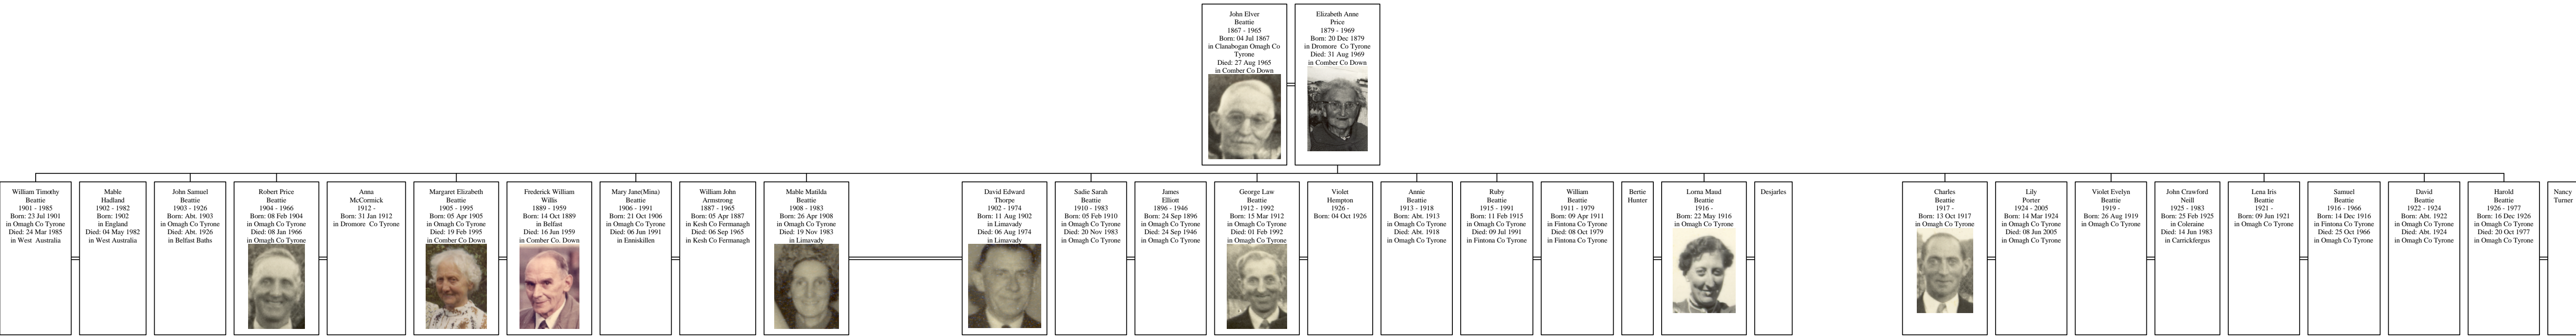 John Elver
Beattie
1867 - 1965
Born: 04 Jul 1867
in Clanabogan Omagh Co
Tyrone
Died: 27 Aug 1965
in Comber Co Down
Elizabeth Anne
Price
1879 - 1969
Born: 20 Dec 1879
in Dromore Co Tyrone
Died: 31 Aug 1969
in Comber Co Down
William Timothy
Beattie
1901 - 1985
Born: 23 Jul 1901
in Omagh Co Tyrone
Died: 24 Mar 1985
in West Australia
Mable
Hadland
1902 - 1982
Born: 1902
in England
Died: 04 May 1982
in West Australia
John Samuel
Beattie
1903 - 1926
Born: Abt. 1903
in Omagh Co Tyrone
Died: Abt. 1926
in Belfast Baths
Robert Price
Beattie
1904 - 1966
Born: 08 Feb 1904
in Omagh Co Tyrone
Died: 08 Jan 1966
in Omagh Co Tyrone
Anna
McCormick
1912 -
Born: 31 Jan 1912
in Dromore Co Tyrone
Margaret Elizabeth
Beattie
1905 - 1995
Born: 05 Apr 1905
in Omagh Co Tyrone
Died: 19 Feb 1995
in Comber Co Down
Frederick William
Willis
1889 - 1959
Born: 14 Oct 1889
in Belfast
Died: 16 Jun 1959
in Comber Co. Down
Mary Jane(Mina)
Beattie
1906 - 1991
Born: 21 Oct 1906
in Omagh Co Tyrone
Died: 06 Jun 1991
in Enniskillen
William John
Armstrong
1887 - 1965
Born: 05 Apr 1887
in Kesh Co Fermanagh
Died: 06 Sep 1965
in Kesh Co Fermanagh
Mable Matilda
Beattie
1908 - 1983
Born: 26 Apr 1908
in Omagh Co Tyrone
Died: 19 Nov 1983
in Limavady
David Edward
Thorpe
1902 - 1974
Born: 11 Aug 1902
in Limavady
Died: 06 Aug 1974
in Limavady
Sadie Sarah
Beattie
1910 - 1983
Born: 05 Feb 1910
in Omagh Co Tyrone
Died: 20 Nov 1983
in Omagh Co Tyrone
James
Elliott
1896 - 1946
Born: 24 Sep 1896
in Omagh Co Tyrone
Died: 24 Sep 1946
in Omagh Co Tyrone
George Law
Beattie
1912 - 1992
Born: 15 Mar 1912
in Omagh Co Tyrone
Died: 01 Feb 1992
in Omagh Co Tyrone
Violet
Hempton
1926 -
Born: 04 Oct 1926
Annie
Beattie
1913 - 1918
Born: Abt. 1913
in Omagh Co Tyrone
Died: Abt. 1918
in Omagh Co Tyrone
Ruby
Beattie
1915 - 1991
Born: 11 Feb 1915
in Omagh Co Tyrone
Died: 09 Jul 1991
in Fintona Co Tyrone
William
Beattie
1911 - 1979
Born: 09 Apr 1911
in Fintona Co Tyrone
Died: 08 Oct 1979
in Fintona Co Tyrone
Bertie
Hunter
Lorna Maud
Beattie
1916 -
Born: 22 May 1916
in Omagh Co Tyrone
Desjarles
Charles
Beattie
1917 -
Born: 13 Oct 1917
in Omagh Co Tyrone
Lily
Porter
1924 - 2005
Born: 14 Mar 1924
in Omagh Co Tyrone
Died: 08 Jun 2005
in Omagh Co Tyrone
Violet Evelyn
Beattie
1919 -
Born: 26 Aug 1919
in Omagh Co Tyrone
John Crawford
Neill
1925 - 1983
Born: 25 Feb 1925
in Coleraine
Died: 14 Jun 1983
in Carrickfergus
Lena Iris
Beattie
1921 -
Born: 09 Jun 1921
in Omagh Co Tyrone
Samuel
Beattie
1916 - 1966
Born: 14 Dec 1916
in Fintona Co Tyrone
Died: 25 Oct 1966
in Omagh Co Tyrone
David
Beattie
1922 - 1924
Born: Abt. 1922
in Omagh Co Tyrone
Died: Abt. 1924
in Omagh Co Tyrone
Harold
Beattie
1926 - 1977
Born: 16 Dec 1926
in Omagh Co Tyrone
Died: 20 Oct 1977
in Omagh Co Tyrone
Nancy
Turner